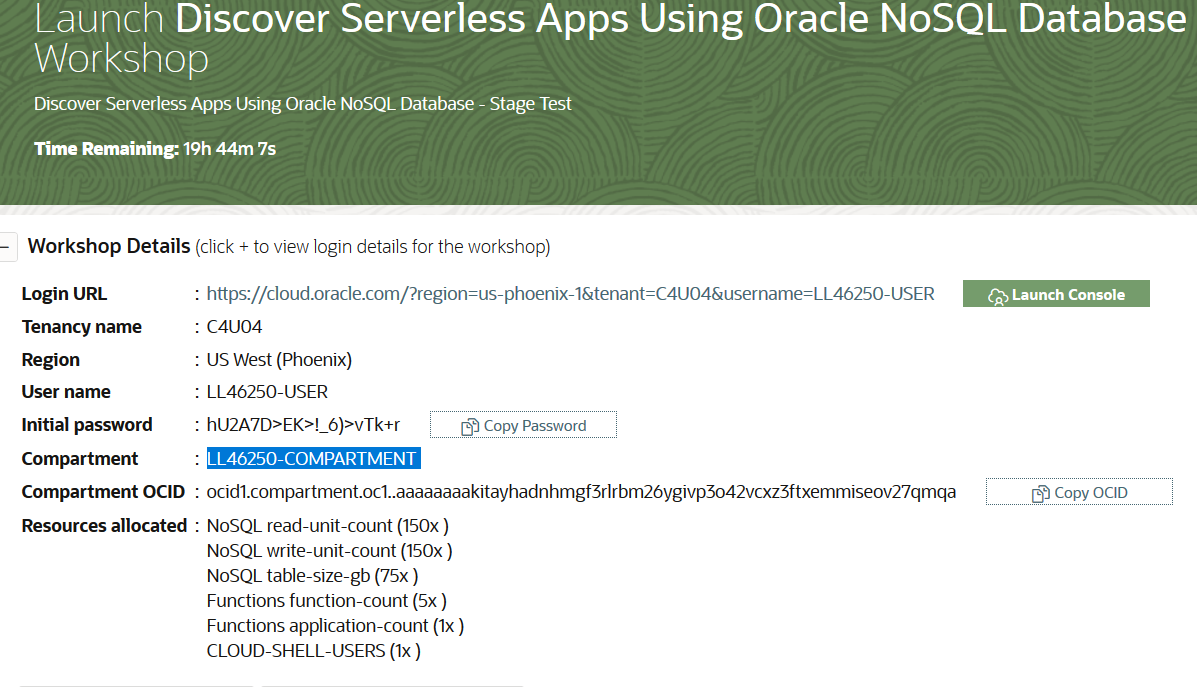 Launch Discover Serverless Apps Using Oracle NoSQL Database
Workshop
Discover Serverless Apps Using Oracle NoSQL Database - Stage Test
Time Remaining: 19h 44m 7s
Workshop Details (click + to view login details for the workshop)
Login URL : https://cloud.oracle.com/?region=us-phoenix-1&tenant=C4U04&username=LL46250-USER Launch Console
Tenancy name : C4U04
Region : US West (Phoenix)
User name : LL46250-USER
Initial password : hU2A7D>EK>!_6)>vTk+r Copy Password
Compartment : LL46250-COMPARTMENT
Compartment OCID : ocid1.compartment.oc1..aaaaaaaakitayhadnhmgf3rlrbm26ygivp3o42vcxz3ftxemmiseov27qmqa Copy OCID
Resources allocated : NoSQL read-unit-count (150x )
NoSQL write-unit-count (150x )
NoSQL table-size-gb (75x )
Functions function-count (5x )
Functions application-count (1x )
CLOUD-SHELL-USERS (1x )